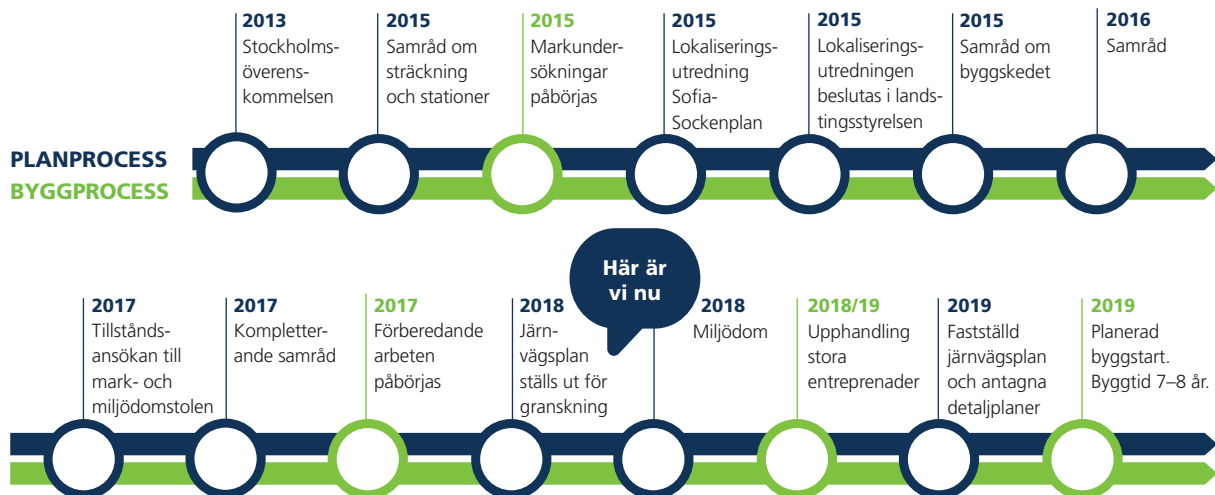 2013
Stockholms-
överens-
kommelsen
2015
Samråd om
sträckning
och stationer
2015
Markunder-
sökningar
påbörjas
2015
Lokaliserings-
utredning
Sofia-
Sockenplan
2015
Lokaliserings-
utredningen
beslutas i lands-
tingsstyrelsen
2015
Samråd om
byggskedet
2016
Samråd
PLANPROCESS
BYGGPROCESS
Här är
vi nu
2017
Tillstånds-
ansökan till
mark- och
miljödomstolen
2017
Kompletter-
ande samråd
2017
Förberedande
arbeten
påbörjas
2018
Järn-
vägsplan
ställs ut för
granskning
2018
Miljödom
2018/19
Upphandling
stora
entreprenader
2019
Fastställd
järnvägsplan
och antagna
detaljplaner
2019
Planerad
byggstart.
Byggtid 7–8 år.